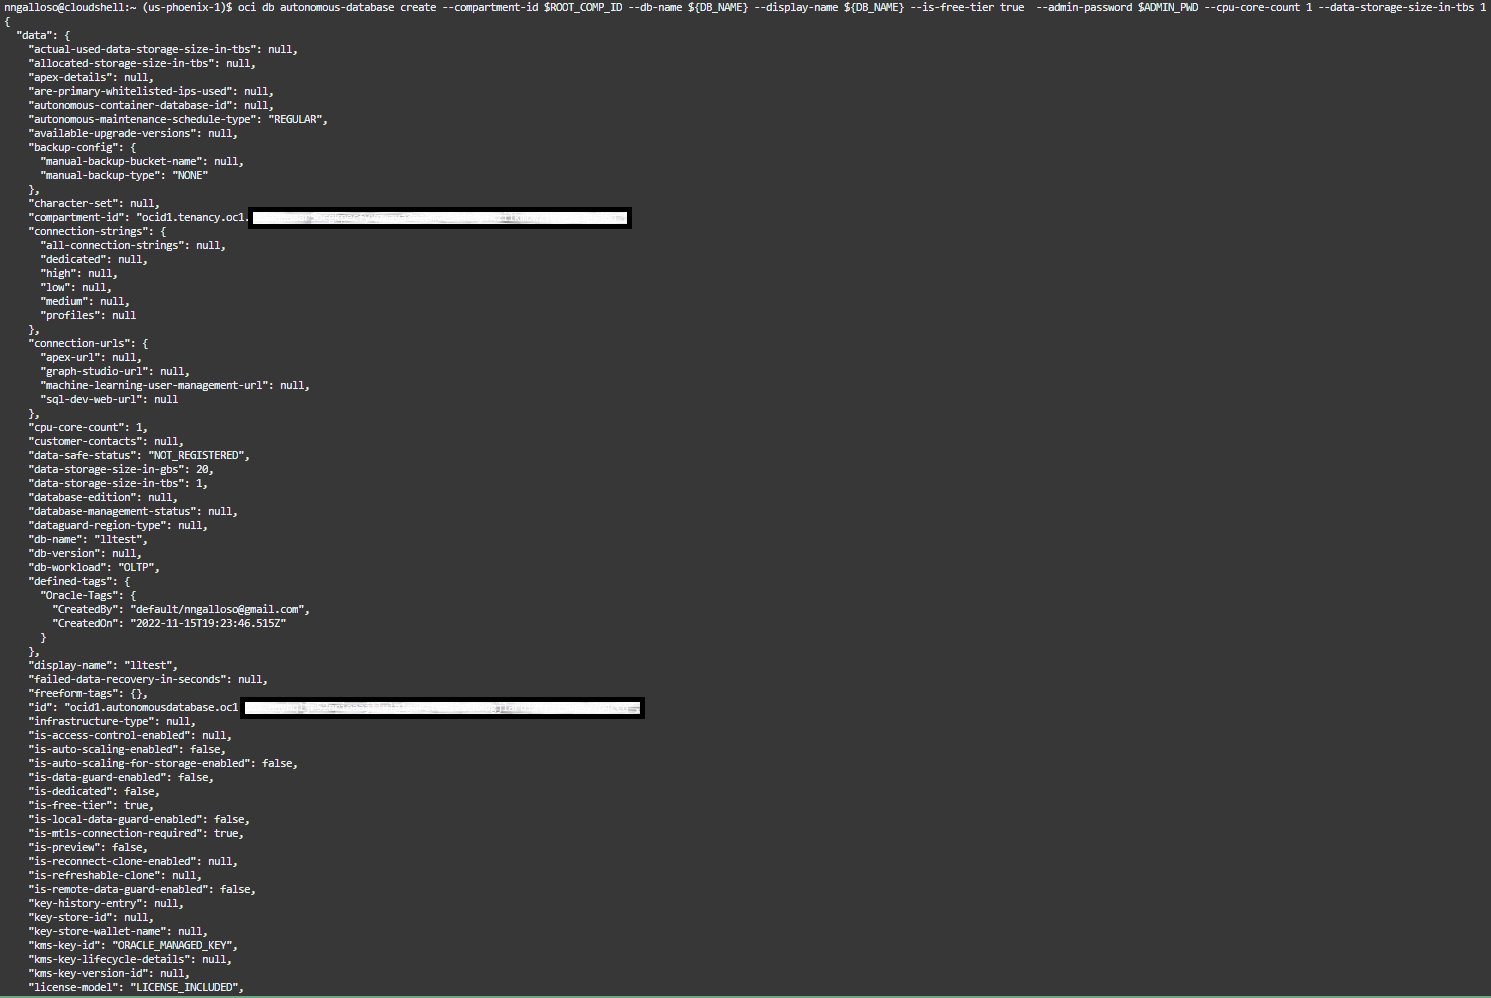 nngalloso@cloudshell:~ (us-phoenix-1)$ oci db autonomous-database create --compartment-id $ROOT_COMP_ID --db-name ${DB_NAME} --display-name ${DB_NAME} --is-free-tier true  --admin-password $ADMIN_PWD --cpu-core-count 1 --data-storage-size-in-tbs 1
{
  "data": {
    "actual-used-data-storage-size-in-tbs": null,
    "allocated-storage-size-in-tbs": null,
    "apex-details": null,
    "are-primary-whitelisted-ips-used": null,
    "autonomous-container-database-id": null,
    "autonomous-maintenance-schedule-type": "REGULAR",
    "available-upgrade-versions": null,
    "backup-config": {
      "manual-backup-bucket-name": null,
      "manual-backup-type": "NONE"
    },
    "character-set": null,
    "compartment-id": "ocid1.tenancy.oc1.
    "connection-strings": {
      "all-connection-strings": null,
      "dedicated": null,
      "high": null,
      "low": null,
      "medium": null,
      "profiles": null
    },
    "connection-urls": {
      "apex-url": null,
      "graph-studio-url": null,
      "machine-learning-user-management-url": null,
      "sql-dev-web-url": null
    },
    "cpu-core-count": 1,
    "customer-contacts": null,
    "data-safe-status": "NOT_REGISTERED",
    "data-storage-size-in-gbs": 20,
    "data-storage-size-in-tbs": 1,
    "database-edition": null,
    "database-management-status": null,
    "dataguard-region-type": null,
    "db-name": "lltest",
    "db-version": null,
    "db-workload": "OLTP",
    "defined-tags": {
      "Oracle-Tags": {
        "CreatedBy": "default/nngalloso@gmail.com",
        "CreatedOn": "2022-11-15T19:23:46.515Z"
      }
    },
    "display-name": "lltest",
    "failed-data-recovery-in-seconds": null,
    "freeform-tags": {},
    "id": "ocid1.autonomousdatabase.oc1
    "infrastructure-type": null,
    "is-access-control-enabled": null,
    "is-auto-scaling-enabled": false,
    "is-auto-scaling-for-storage-enabled": false,
    "is-data-guard-enabled": false,
    "is-dedicated": false,
    "is-free-tier": true,
    "is-local-data-guard-enabled": false,
    "is-mtls-connection-required": true,
    "is-preview": false,
    "is-reconnect-clone-enabled": null,
    "is-refreshable-clone": null,
    "is-remote-data-guard-enabled": false,
    "key-history-entry": null,
    "key-store-id": null,
    "key-store-wallet-name": null,
    "kms-key-id": "ORACLE_MANAGED_KEY",
    "kms-key-lifecycle-details": null,
    "kms-key-version-id": null,
    "license-model": "LICENSE_INCLUDED",